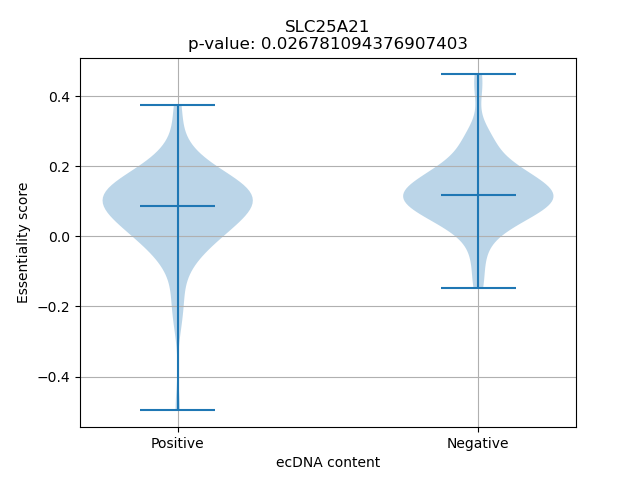 SLC25A21
p-value: 0.026781094376907403
Essentiality score
0.4
0.2
0.0
−0.2
−0.4
Positive
Negative
ecDNA content